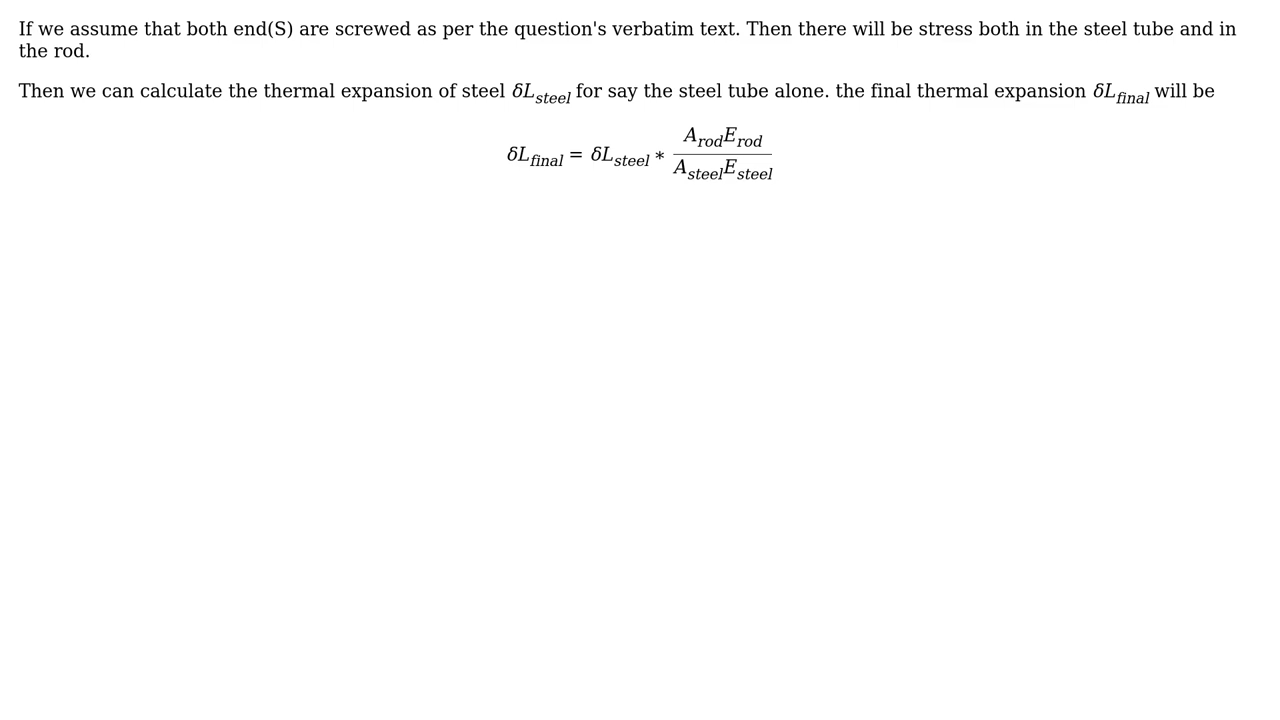 If we assume that both end(S) are screwed as per the question's verbatim text. Then there will be stress both in the steel tube and in
the rod.
Then we can calculate the thermal expansion of steel δL_steel for say the steel tube alone. the final thermal expansion δL_final will be
δL_final = δL_steel * \frac{A_rod E_rod}{A_steel E_steel}